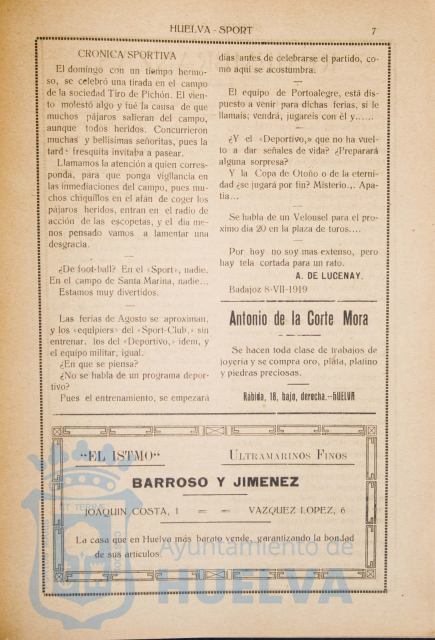 HUELVA - SPORT
7
CRONICA SPORTIVA
El domingo con un tiempo hermo-
so, se celebró una tirada en el campo
de la sociedad Tiro de Pichón. El vien-
to molestó algo y fué la causa de que
muchos pájaros salieran del campo,
aunque todos heridos. Concurrieron
muchas y bellísimas señoritas, pues la
tarde fresquita invitaba a pasear.
Llamamos la atención a quien corres-
ponda, para que ponga vigilancia en
las inmediaciones del campo, pues mu-
chos chiquillos en el afán de coger los
pájaros heridos, entran en el radio de
acción de las escopetas, y el día me-
nos pensado vamos a lamentar una
desgracia.
¿De foot-ball? En el «Sport», nadie.
En el campo de Santa Marina, nadie...
Estamos muy divertidos.
Las ferias de Agosto se aproximan,
y los «equipiers» del «Sport-Club,» sin
entrenar, los del «Deportivo,» idem, y
el equipo militar, igual.
¿En que se piensa?
¿No se habla de un programa depor-
tivo?
Pues el entrenamiento, se empezará
días antes de celebrarse el partido, co-
mo aquí se acostumbra.
El equipo de Portoalegre, está dis-
puesto a venir para dichas ferias, si le
llamais; vendrá, jugareis con él y......
¿Y el «Deportivo,» que no ha vuel-
to a dar señales de vida? ¿Preparará
alguna sorpresa?
Y la Copa de Otoño o de la eterni-
dad ¿se jugará por fin? Misterio... Apa-
tia...
Se habla de un Velousel para el pro-
ximo día 20 en la plaza de toros....
Por hoy no soy mas extenso, pero
hay tela cortada para un rato.
A. DE LUCENAY.
Badajoz 8-VII-1919
Antonio de la Corte Mora
Se hacen toda clase de trabajos de
joyería y se compra oro, plata, platino
y piedras preciosas.
Rábida, 18, bajo, derecha.—HUELVA
"EL ISTMO" ULTRAMARINOS FINOS
BARROSO Y JIMENEZ
JOAQUIN COSTA, 1 = = VAZQUEZ LOPEZ, 6
La casa que en Huelva más barato vende, garantizando la bondad
de sus artículos.
Ayuntamiento de
HUELVA